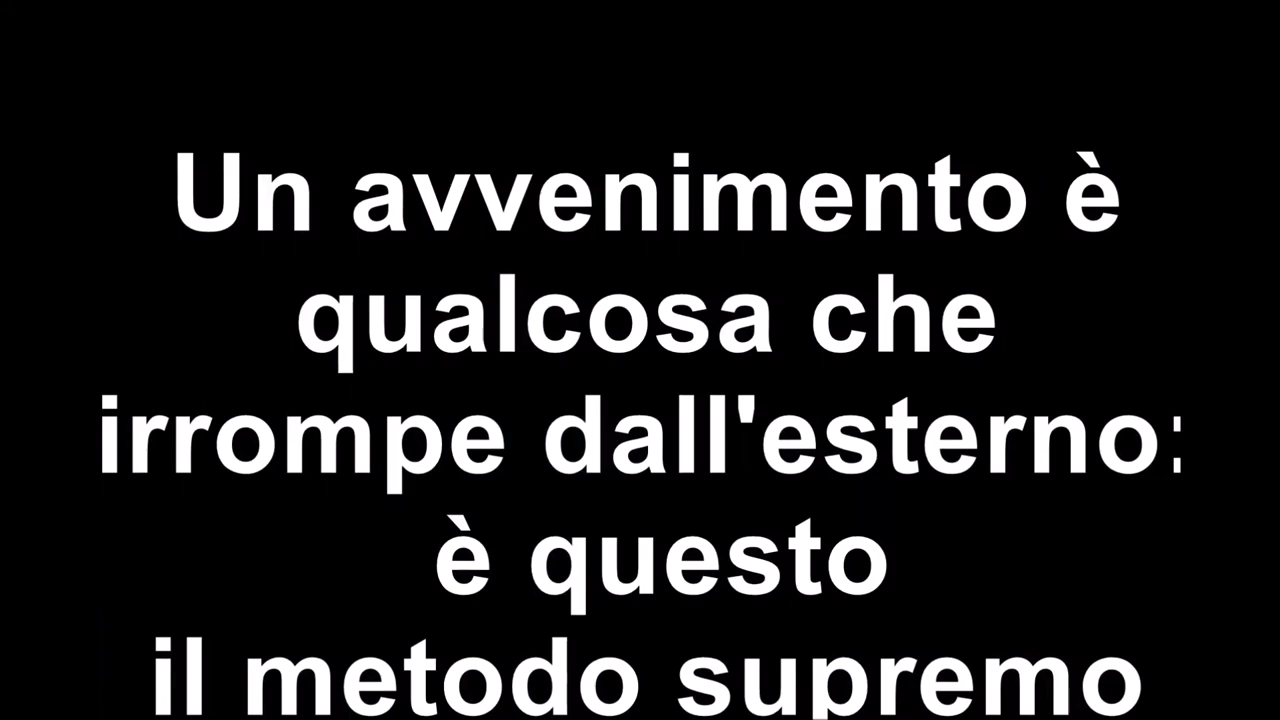 Un avvenimento è
qualcosa che
irrompe dall'esterno:
è questo
il metodo supremo